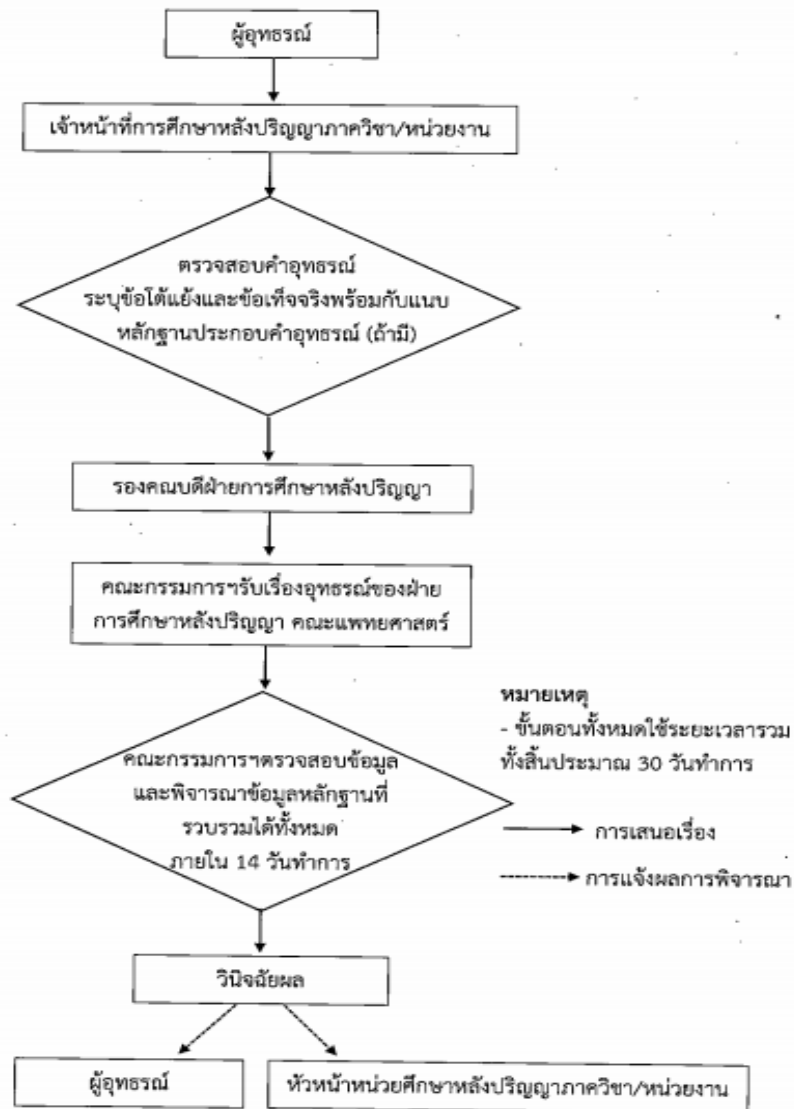 ผู้อุทธรณ์
เจ้าหน้าที่การศึกษาหลังปริญญาภาควิชา/หน่วยงาน
ตรวจสอบคำอุทธรณ์
ระบุข้อโต้แย้งและข้อเท็จจริงพร้อมกับแนบ
หลักฐานประกอบคำอุทธรณ์ (ถ้ามี)
รองคณบดีฝ่ายการศึกษาหลังปริญญา
คณะกรรมการฯรับเรื่องอุทธรณ์ของฝ่าย
การศึกษาหลังปริญญา คณะแพทยศาสตร์
คณะกรรมการฯตรวจสอบข้อมูล
และพิจารณาข้อมูลหลักฐานที่
รวบรวมได้ทั้งหมด
ภายใน 14 วันทำการ
หมายเหตุ
- ขั้นตอนทั้งหมดใช้ระยะเวลารวม
ทั้งสิ้นประมาณ 30 วันทำการ
การเสนอเรื่อง
การแจ้งผลการพิจารณา
วินิจฉัยผล
ผู้อุทธรณ์
หัวหน้าหน่วยศึกษาหลังปริญญาภาควิชา/หน่วยงาน